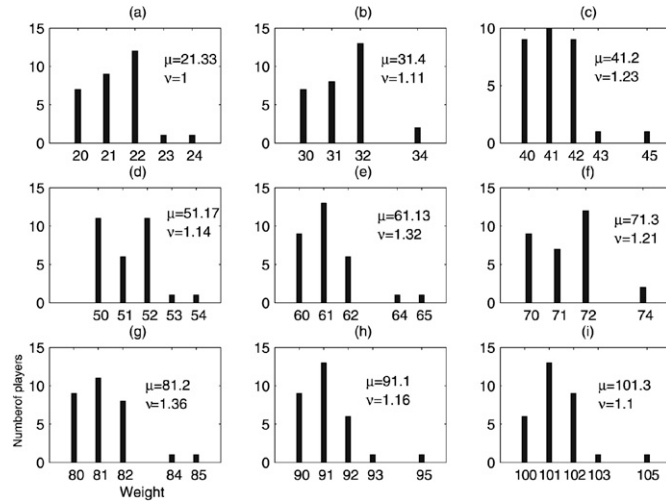 (a)
15
10
5
0
μ=21.33
ν=1
20 21 22 23 24
(b)
15
10
5
0
μ=31.4
ν=1.11
30 31 32 34
(c)
10
5
0
μ=41.2
ν=1.23
40 41 42 43 45
(d)
15
10
5
0
μ=51.17
ν=1.14
50 51 52 53 54
(e)
15
10
5
0
μ=61.13
ν=1.32
60 61 62 64 65
(f)
15
10
5
0
μ=71.3
ν=1.21
70 71 72 74
(g)
Numberof players
15
10
5
0
μ=81.2
ν=1.36
80 81 82 84 85
Weight
(h)
15
10
5
0
μ=91.1
ν=1.16
90 91 92 93 95
(i)
15
10
5
0
μ=101.3
ν=1.1
100 101 102 103 105